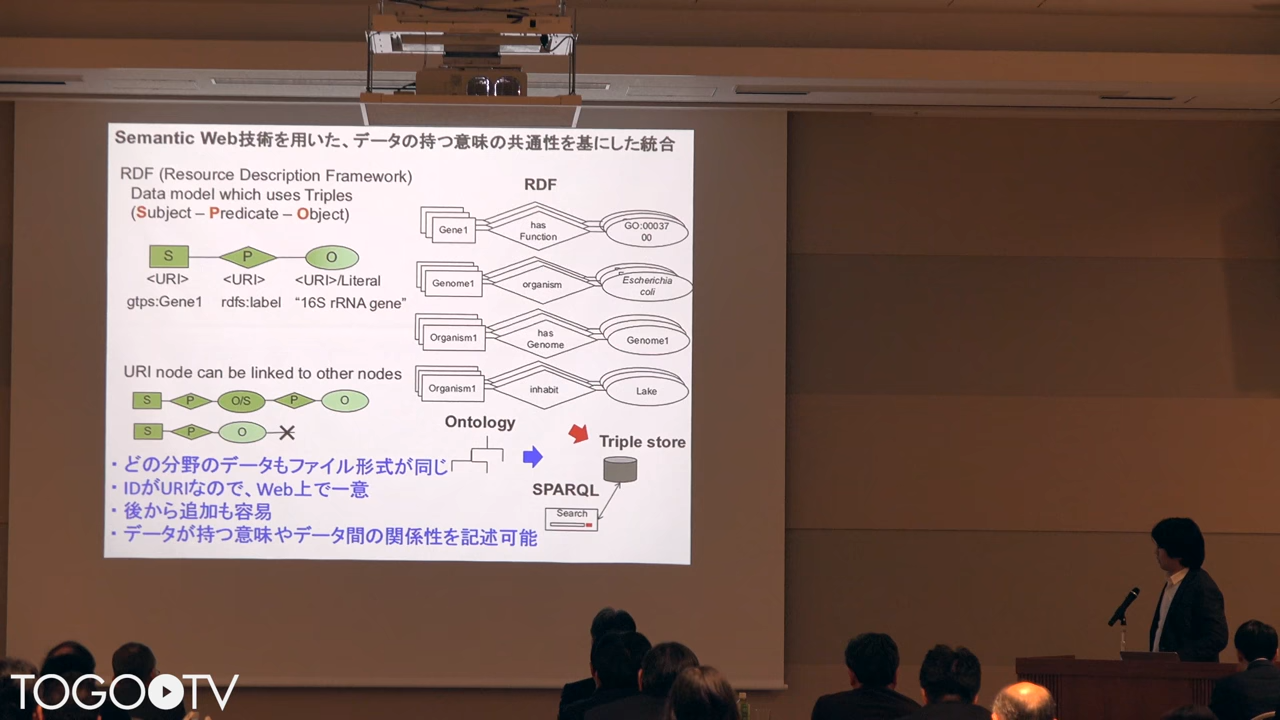 Semantic Web技術を用いた、データの持つ意味の共通性を基にした統合
RDF (Resource Description Framework)
Data model which uses Triples
(Subject – Predicate – Object)
S P O
<URI> <URI> <URI>/Literal
gtps:Gene1 rdfs:label “16S rRNA gene”
URI node can be linked to other nodes
S P O/S P O
S P O
RDF
Gene1
has
Function
GO:00037
00
Genome1
organism
Escherichia
coli
Organism1
has
Genome
Genome1
Organism1
inhabit
Lake
Ontology
Triple store
SPARQL
Search
・どの分野のデータもファイル形式が同じ
・IDがURIなので、Web上で一意
・後から追加も容易
・データが持つ意味やデータ間の関係性を記述可能
TOGO TV